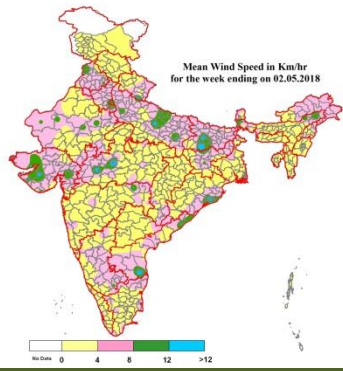 Mean Wind Speed in Km/hr
for the week ending on 02.05.2018
No Data 0 4 8 12 >12